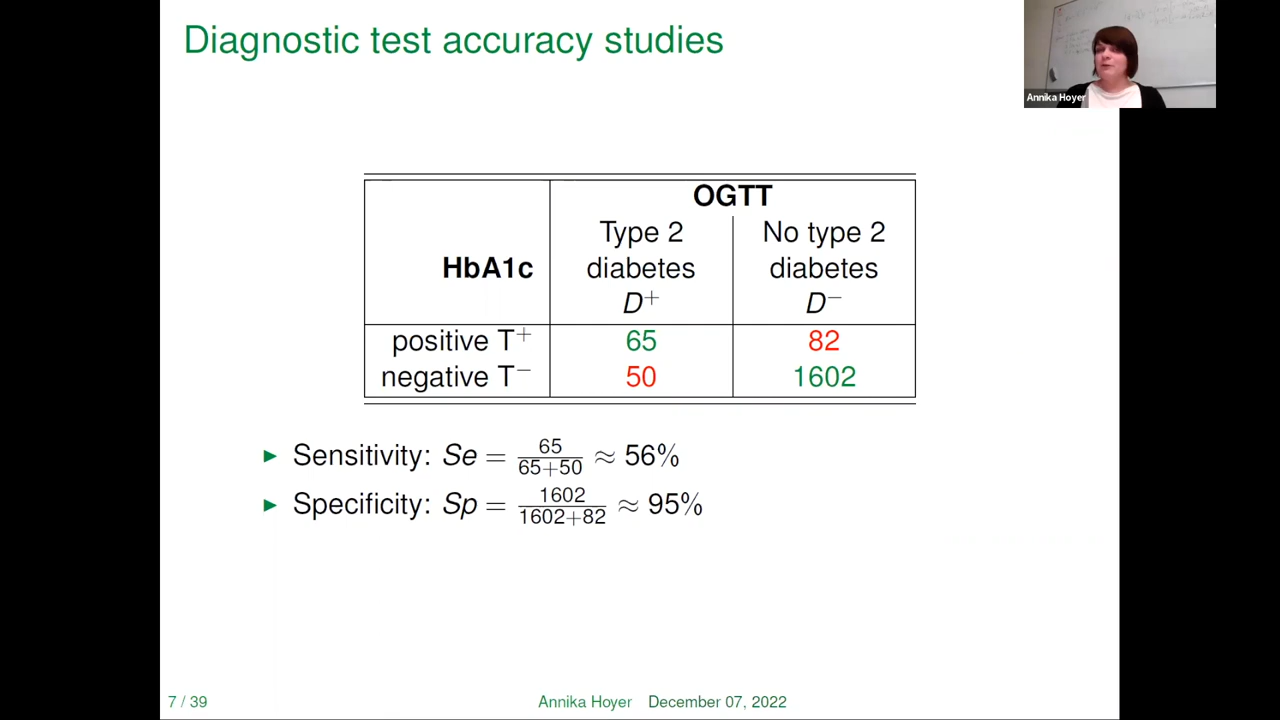 Diagnostic test accuracy studies
Annika Hoyer
OGTT
Type 2 No type 2
HbA1c diabetes diabetes
D⁺ D⁻
positive T⁺ 65 82
negative T⁻ 50 1602
► Sensitivity: Se = 65/(65+50) ≈ 56%
► Specificity: Sp = 1602/(1602+82) ≈ 95%
7 / 39 Annika Hoyer December 07, 2022